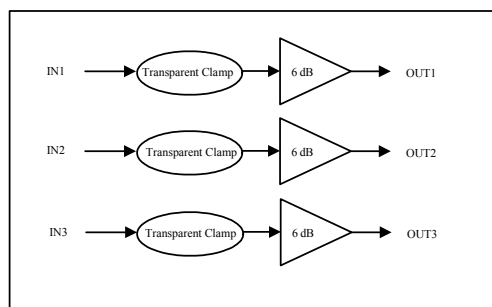 IN1 Transparent Clamp 6 dB OUT1
IN2 Transparent Clamp 6 dB OUT2
IN3 Transparent Clamp 6 dB OUT3